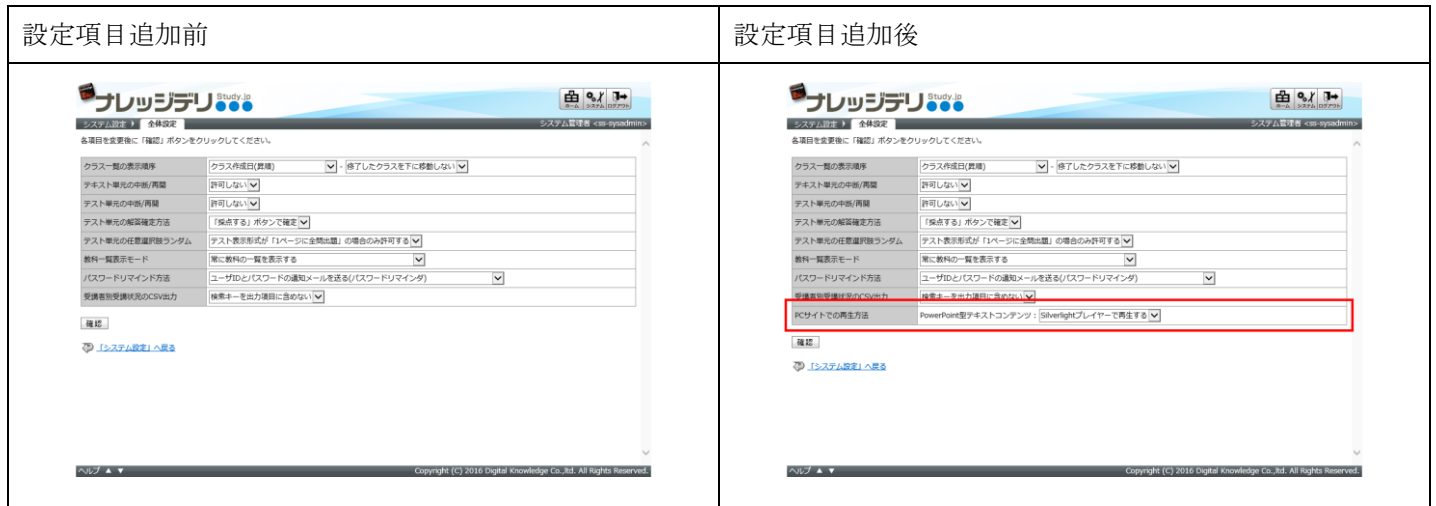 設定項目追加前
ナレッジデリ Study.jp
ホーム システム ログアウト
システム設定 全体設定 システム管理者 <ss-sysadmin>
各項目を変更後に「確認」ボタンをクリックしてください。
クラス一覧の表示順序 クラス作成日(昇順) - 修了したクラスを下に移動しない
テキスト単元の中断/再開 許可しない
テスト単元の中断/再開 許可しない
テスト単元の解答確定方法 「採点する」ボタンで確定
テスト単元の任意選択肢ランダム テスト表示形式が「1ページに全問出題」の場合のみ許可する
教科一覧表示モード 常に教科の一覧を表示する
パスワードリマインド方法 ユーザIDとパスワードの通知メールを送る(パスワードリマインダ)
受講者別受講状況のCSV出力 検索キーを出力項目に含めない
確認
「システム設定」へ戻る
ヘルプ ▲ ▼ Copyright (C) 2016 Digital Knowledge Co.,ltd. All Rights Reserved.
設定項目追加後
ナレッジデリ Study.jp
ホーム システム ログアウト
システム設定 全体設定 システム管理者 <ss-sysadmin>
各項目を変更後に「確認」ボタンをクリックしてください。
クラス一覧の表示順序 クラス作成日(昇順) - 修了したクラスを下に移動しない
テキスト単元の中断/再開 許可しない
テスト単元の中断/再開 許可しない
テスト単元の解答確定方法 「採点する」ボタンで確定
テスト単元の任意選択肢ランダム テスト表示形式が「1ページに全問出題」の場合のみ許可する
教科一覧表示モード 常に教科の一覧を表示する
パスワードリマインド方法 ユーザIDとパスワードの通知メールを送る(パスワードリマインダ)
受講者別受講状況のCSV出力 検索キーを出力項目に含めない
PCサイトでの再生方法 PowerPoint型テキストコンテンツ：Silverlightプレイヤーで再生する
確認
「システム設定」へ戻る
ヘルプ ▲ ▼ Copyright (C) 2016 Digital Knowledge Co.,ltd. All Rights Reserved.